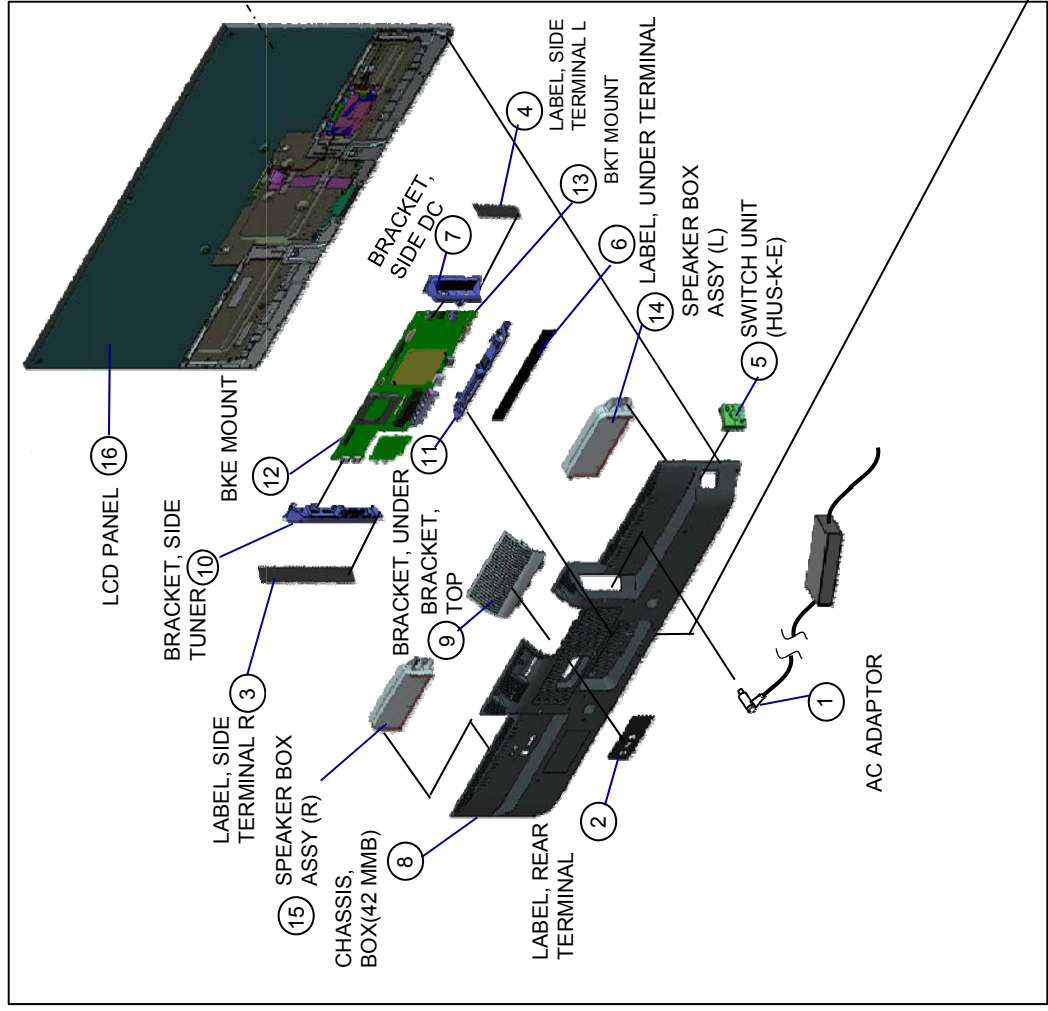 LCD PANEL 16
BKE MOUNT
12
BRACKET, SIDE
TUNER 10
LABEL, SIDE
TERMINAL R 3
15 SPEAKER BOX
ASSY (R)
CHASSIS,
BOX(42 MMB)
8
BRACKET, UNDER
11
BRACKET,
TOP
9
BRACKET,
SIDE DC
7
4
LABEL, SIDE
TERMINAL L
13
BKT MOUNT
6 LABEL, UNDER TERMINAL
14
SPEAKER BOX
ASSY (L)
5
SWITCH UNIT
(HUS-K-E)
LABEL, REAR
TERMINAL
2
1
AC ADAPTOR